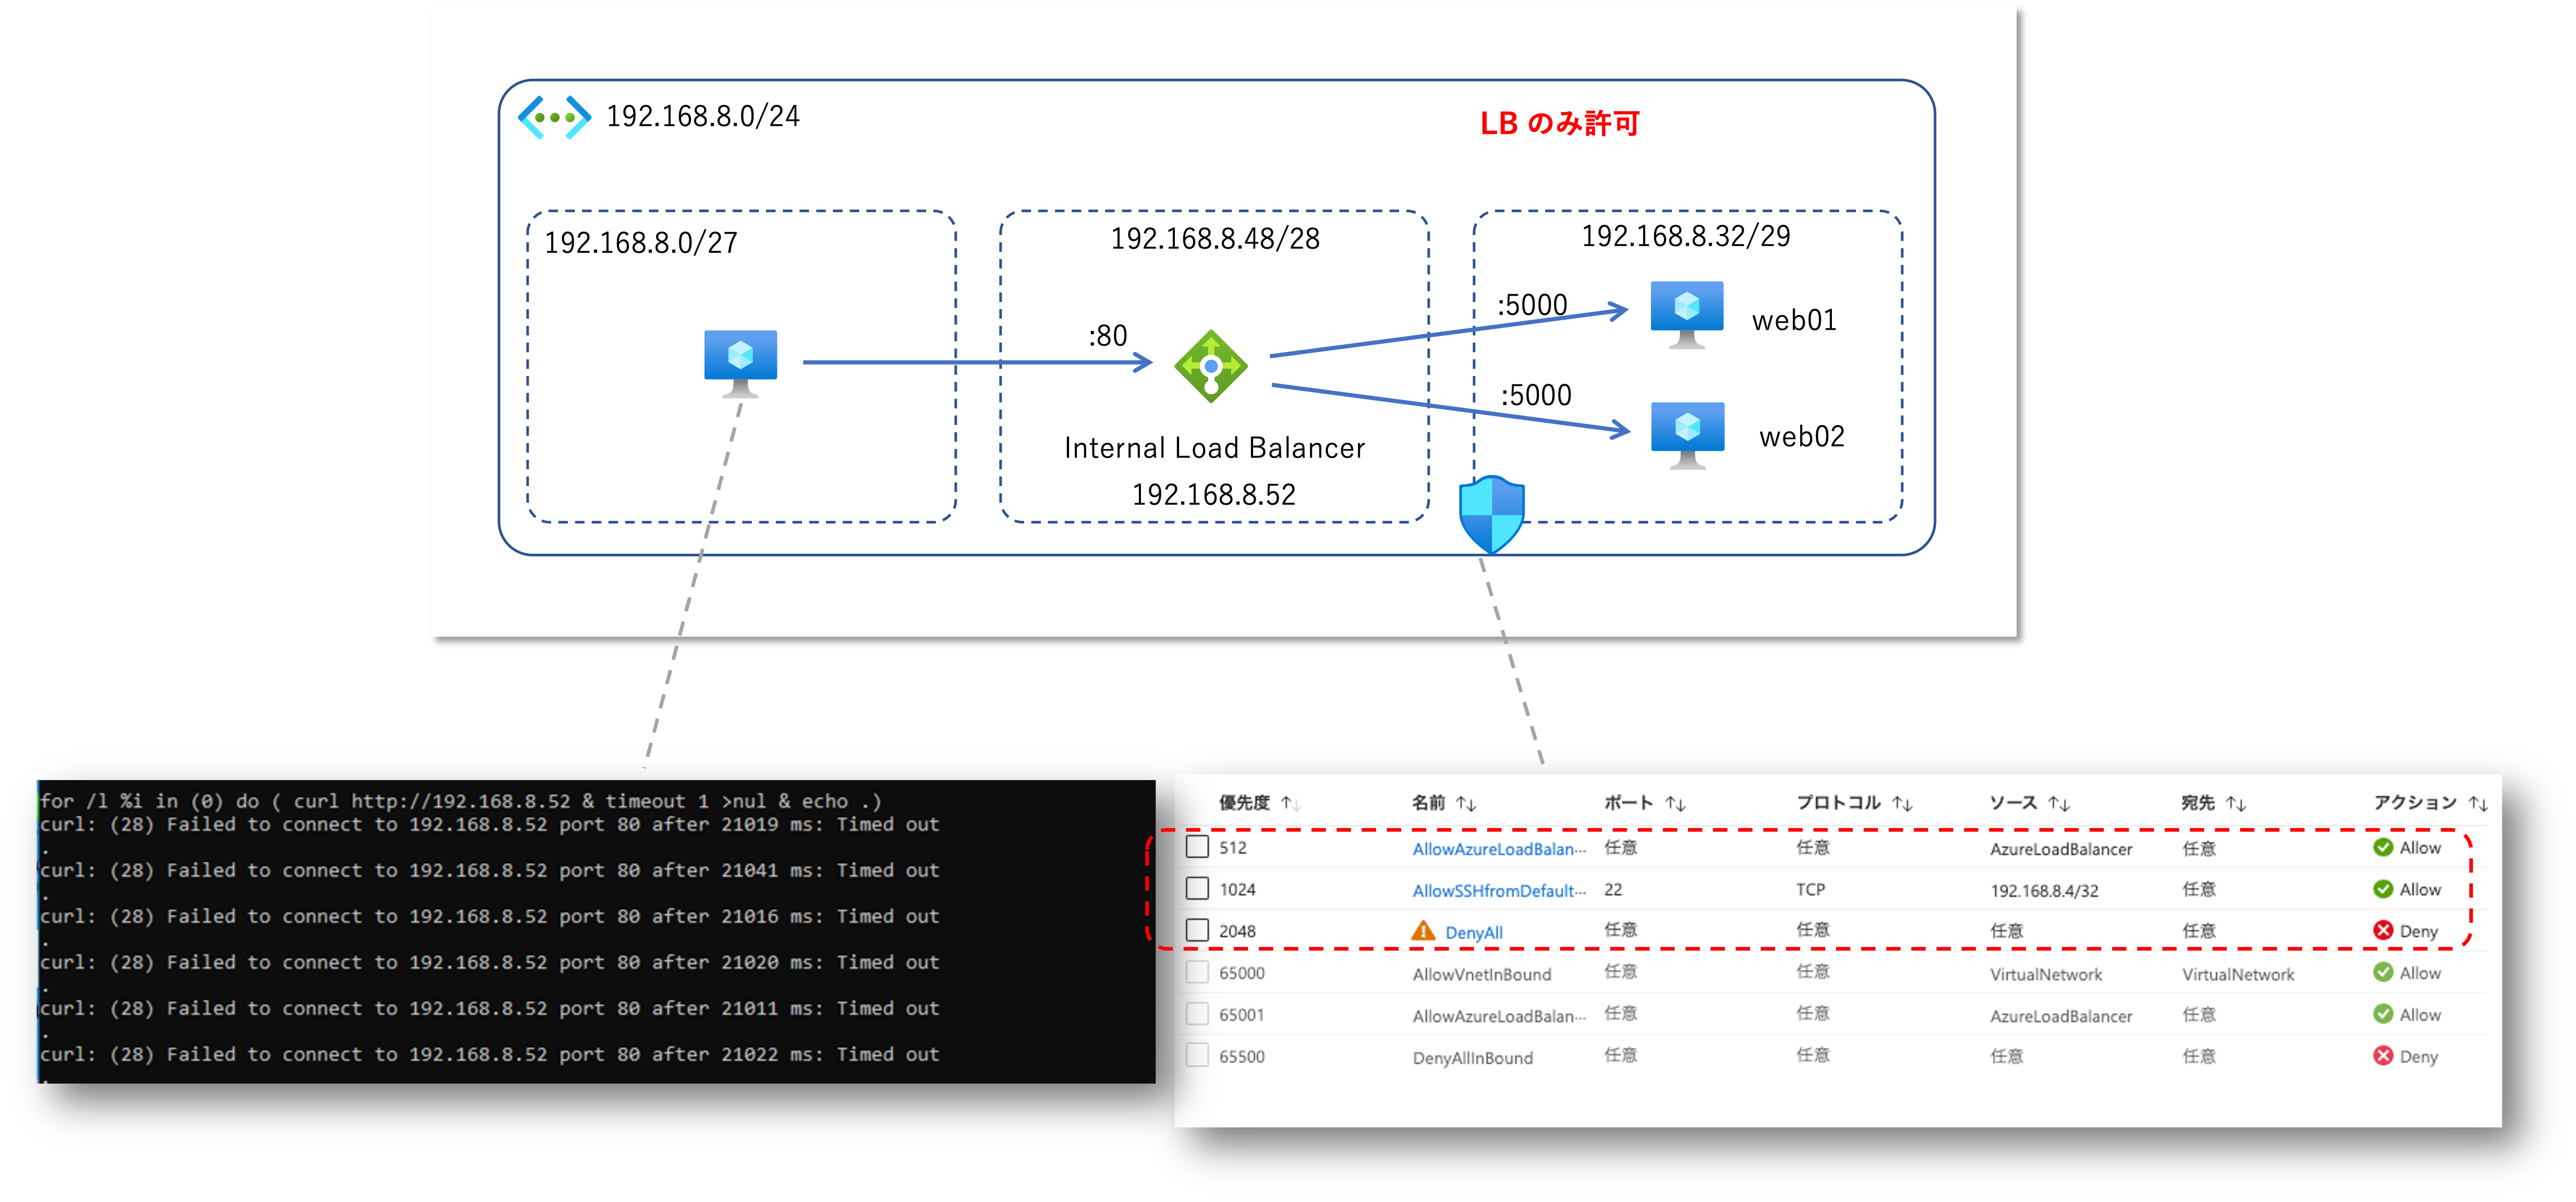 192.168.8.0/24
LB のみ許可
192.168.8.0/27
192.168.8.48/28
192.168.8.32/29
:80
:5000
:5000
web01
web02
Internal Load Balancer
192.168.8.52
for /l %i in (0) do ( curl http://192.168.8.52 & timeout 1 >nul & echo .)
curl: (28) Failed to connect to 192.168.8.52 port 80 after 21019 ms: Timed out
.
curl: (28) Failed to connect to 192.168.8.52 port 80 after 21041 ms: Timed out
.
curl: (28) Failed to connect to 192.168.8.52 port 80 after 21016 ms: Timed out
.
curl: (28) Failed to connect to 192.168.8.52 port 80 after 21020 ms: Timed out
.
curl: (28) Failed to connect to 192.168.8.52 port 80 after 21011 ms: Timed out
.
curl: (28) Failed to connect to 192.168.8.52 port 80 after 21022 ms: Timed out
.
優先度 ↑↓ 名前 ↑↓ ポート ↑↓ プロトコル ↑↓ ソース ↑↓ 宛先 ↑↓ アクション ↑↓
512 AllowAzureLoadBalan··· 任意 任意 AzureLoadBalancer 任意 Allow
1024 AllowSSHfromDefault··· 22 TCP 192.168.8.4/32 任意 Allow
2048 DenyAll 任意 任意 任意 任意 Deny
65000 AllowVnetInBound 任意 任意 VirtualNetwork VirtualNetwork Allow
65001 AllowAzureLoadBalan··· 任意 任意 AzureLoadBalancer 任意 Allow
65500 DenyAllInBound 任意 任意 任意 任意 Deny